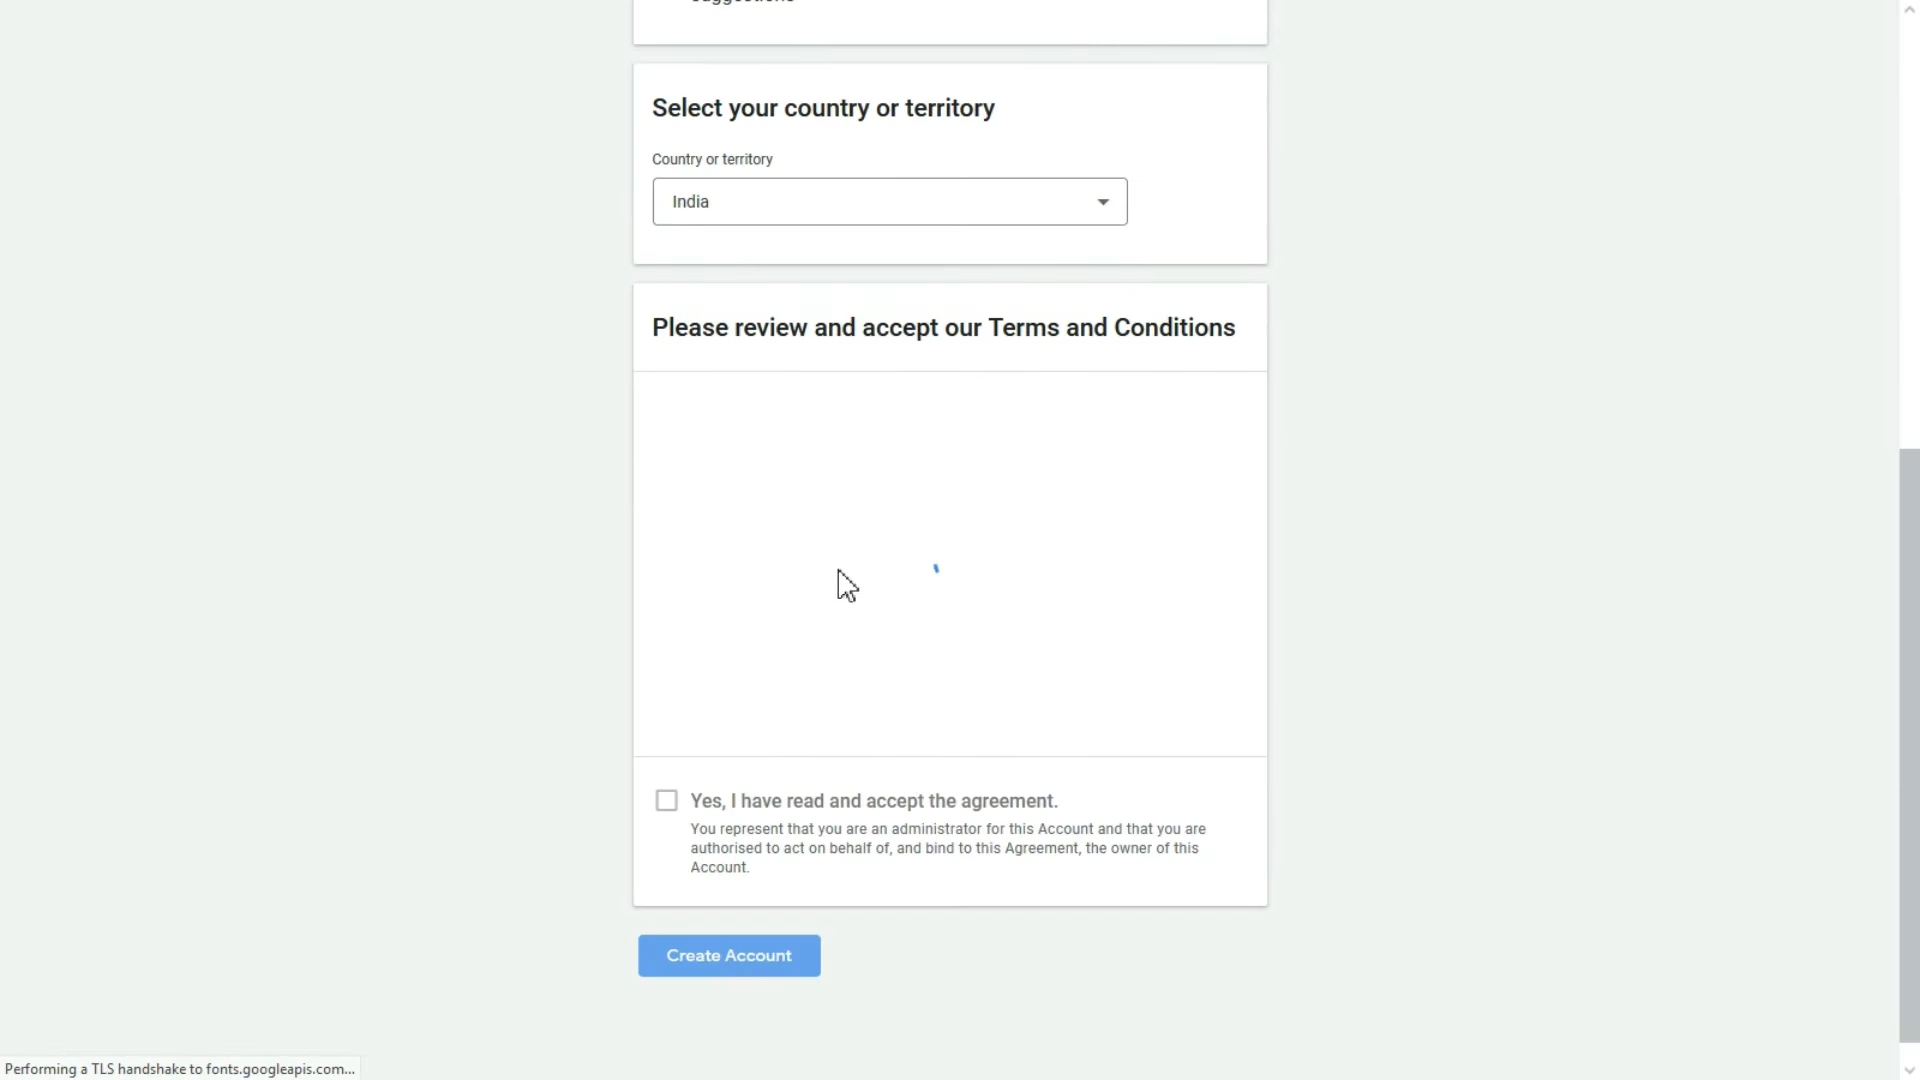 suggestions
Select your country or territory
Country or territory
India
Please review and accept our Terms and Conditions
Yes, I have read and accept the agreement.
You represent that you are an administrator for this Account and that you are
authorised to act on behalf of, and bind to this Agreement, the owner of this
Account.
Create Account
Performing a TLS handshake to fonts.googleapis.com...